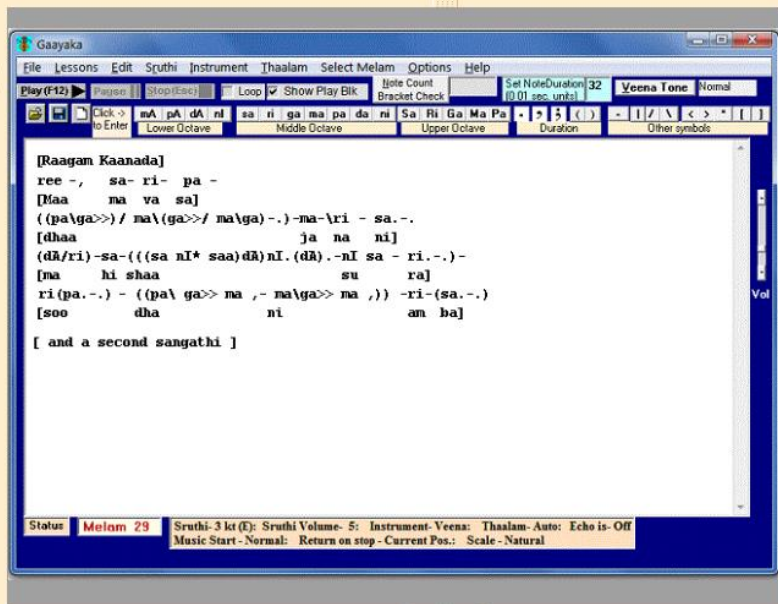 Gaayaka
File Lessons Edit Sruthi Instrument Thaalam Select Melam Options Help
Play(F12) Pause Stop(Esc) Loop Show Play Blk Note Count Bracket Check Set NoteDuration (0.01 sec. units) 32 Veena Tone Normal
Click -> to Enter mA pA dA nI sa ri ga ma pa da ni Sa Ri Ga Ma Pa . , ; ( ) - | / \ < > * [ ]
Lower Octave Middle Octave Upper Octave Duration Other symbols
[Raagam Kaanada]
ree -, sa- ri- pa -
[Maa ma va sa]
((pa\ga>>)/ ma\(ga>>/ ma\ga)-.)-ma-\ri - sa.-.
[dhaa ja na ni]
(dA/ri)-sa-(((sa nI* saa)dA)nI.(dA).-nI sa - ri.-.)-
[ma hi shaa su ra]
ri(pa.-.) - ((pa\ ga>> ma ,- ma\ga>> ma ,)) -ri-(sa.-.)
[soo dha ni am ba]
[ and a second sangathi ]
Vol
Status Melam 29 Sruthi- 3 kt (E): Sruthi Volume- 5: Instrument- Veena: Thaalam- Auto: Echo is- Off
Music Start - Normal: Return on stop - Current Pos.: Scale - Natural